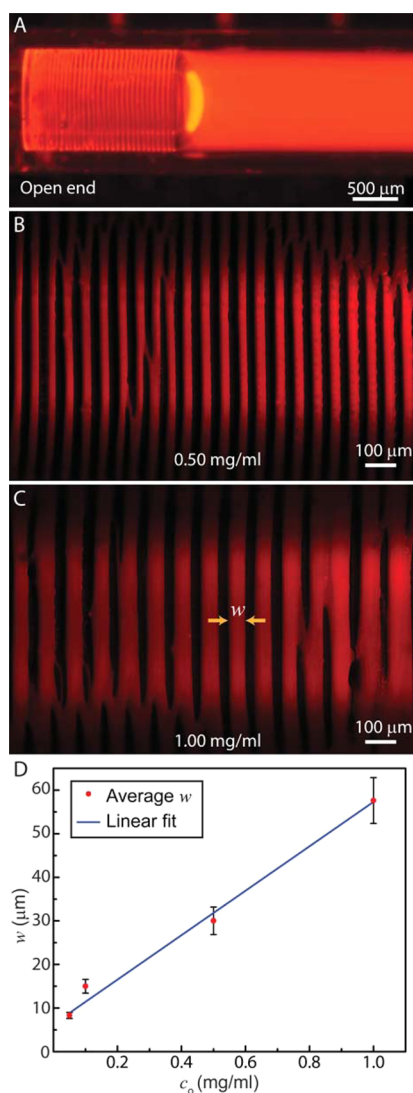 A
Open end
500 μm
B
0.50 mg/ml
100 μm
C
w
1.00 mg/ml
100 μm
D
Average w
Linear fit
60
50
40
30
20
10
0
w (μm)
0.2 0.4 0.6 0.8 1.0
cₒ (mg/ml)